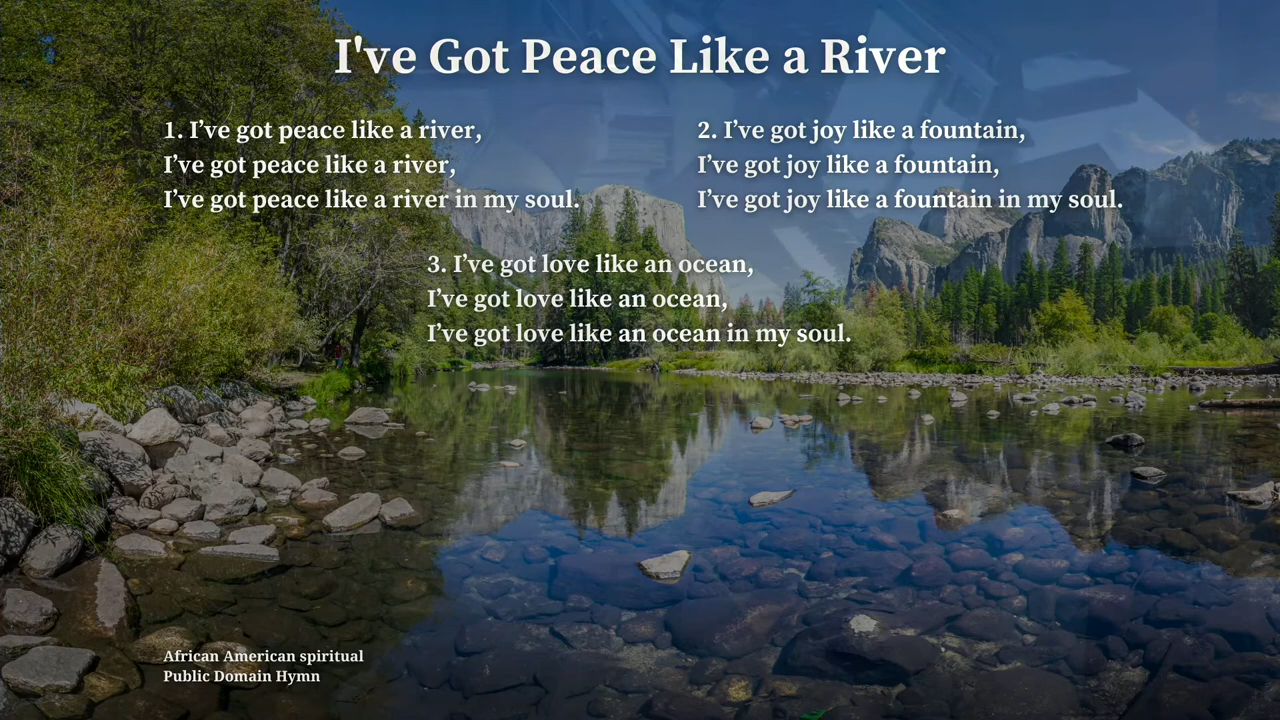 I've Got Peace Like a River
1. I’ve got peace like a river,
I’ve got peace like a river,
I’ve got peace like a river in my soul.
2. I’ve got joy like a fountain,
I’ve got joy like a fountain,
I’ve got joy like a fountain in my soul.
3. I’ve got love like an ocean,
I’ve got love like an ocean,
I’ve got love like an ocean in my soul.
African American spiritual
Public Domain Hymn